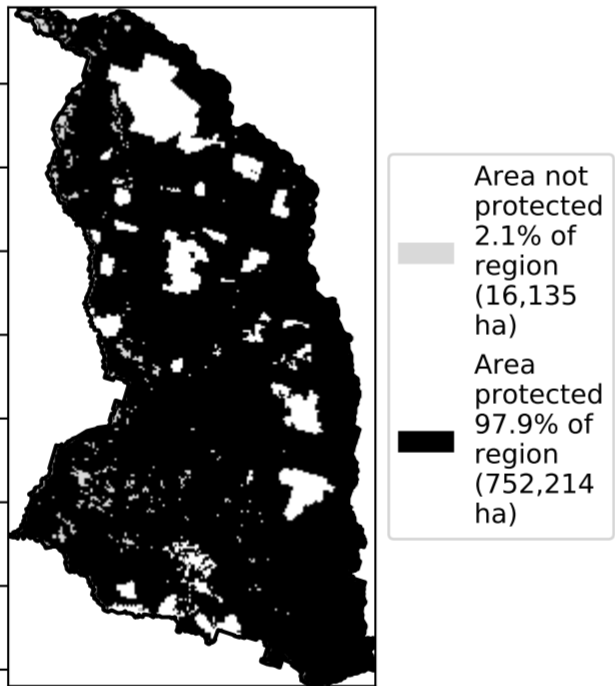 Area not
protected
2.1% of
region
(16,135
ha)
Area
protected
97.9% of
region
(752,214
ha)